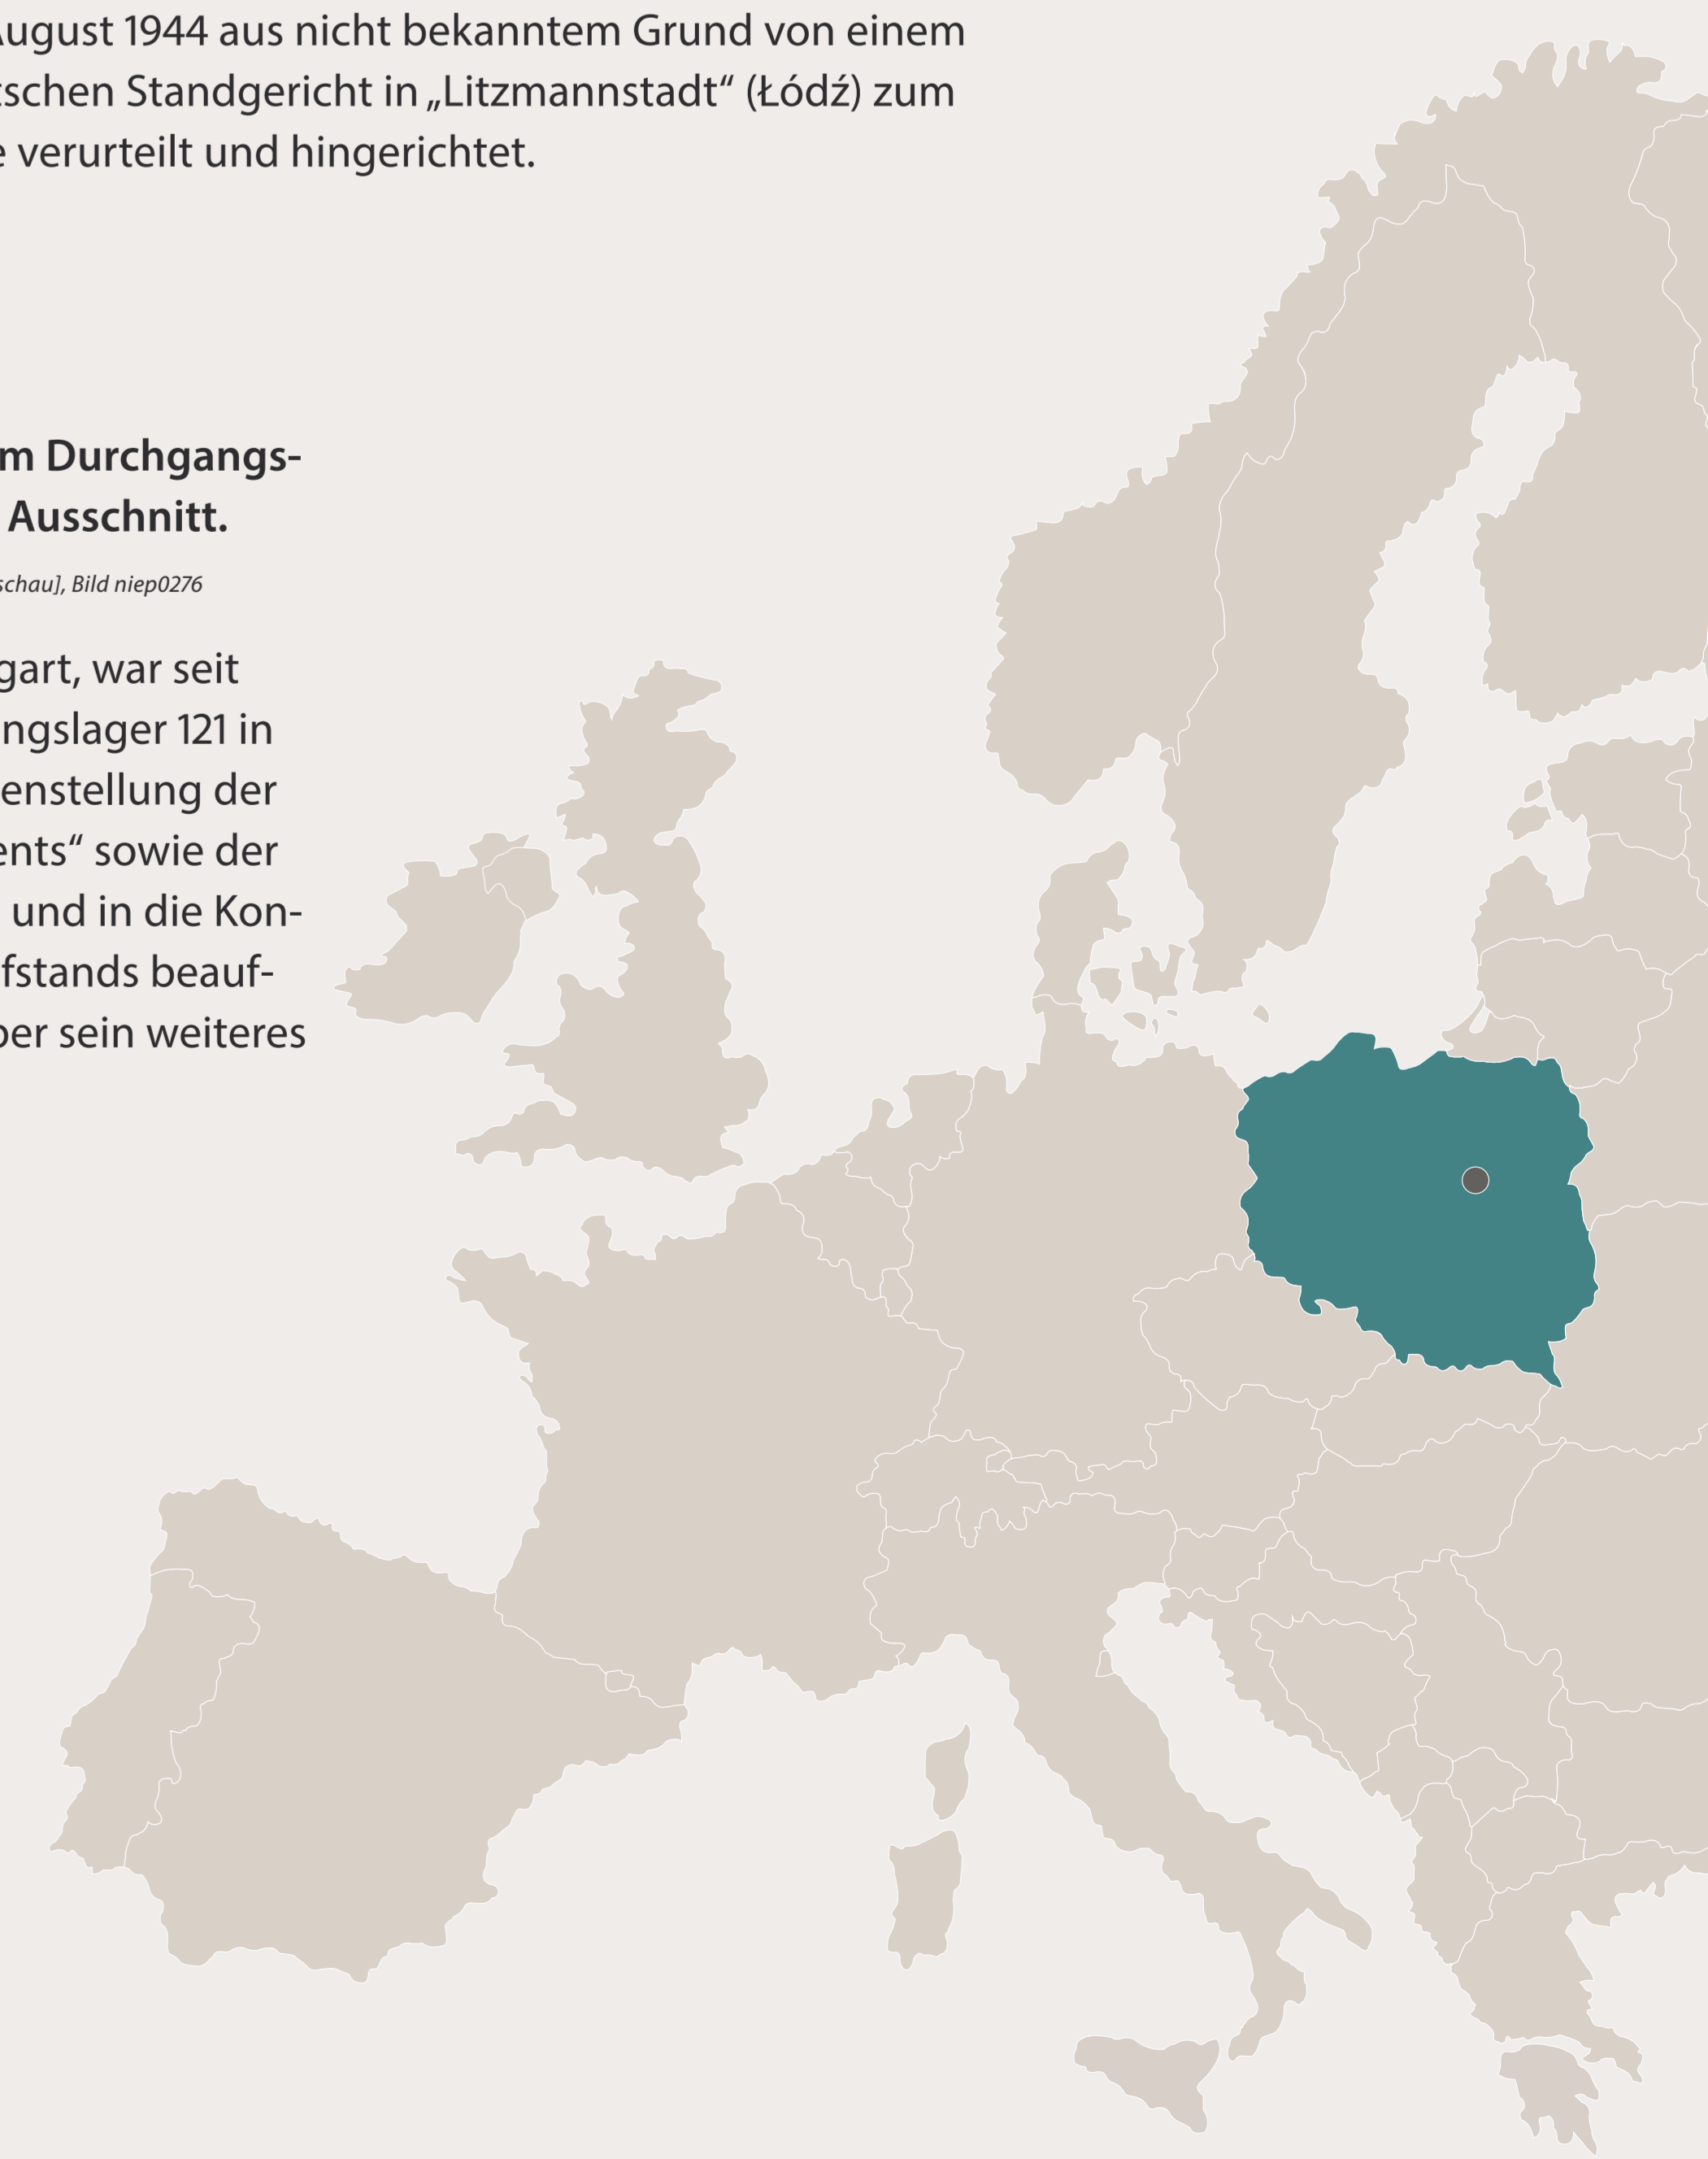 ugust 1944 aus nicht bekanntem Grund von einem
tschen Standgericht in „Litzmannstadt“ (Łódź) zum
e verurteilt und hingerichtet.
m Durchgangs-
Ausschnitt.
schau], Bild niep0276
gart, war seit
ngslager 121 in
enstellung der
ents“ sowie der
und in die Kon-
fstands beauf-
ber sein weiteres